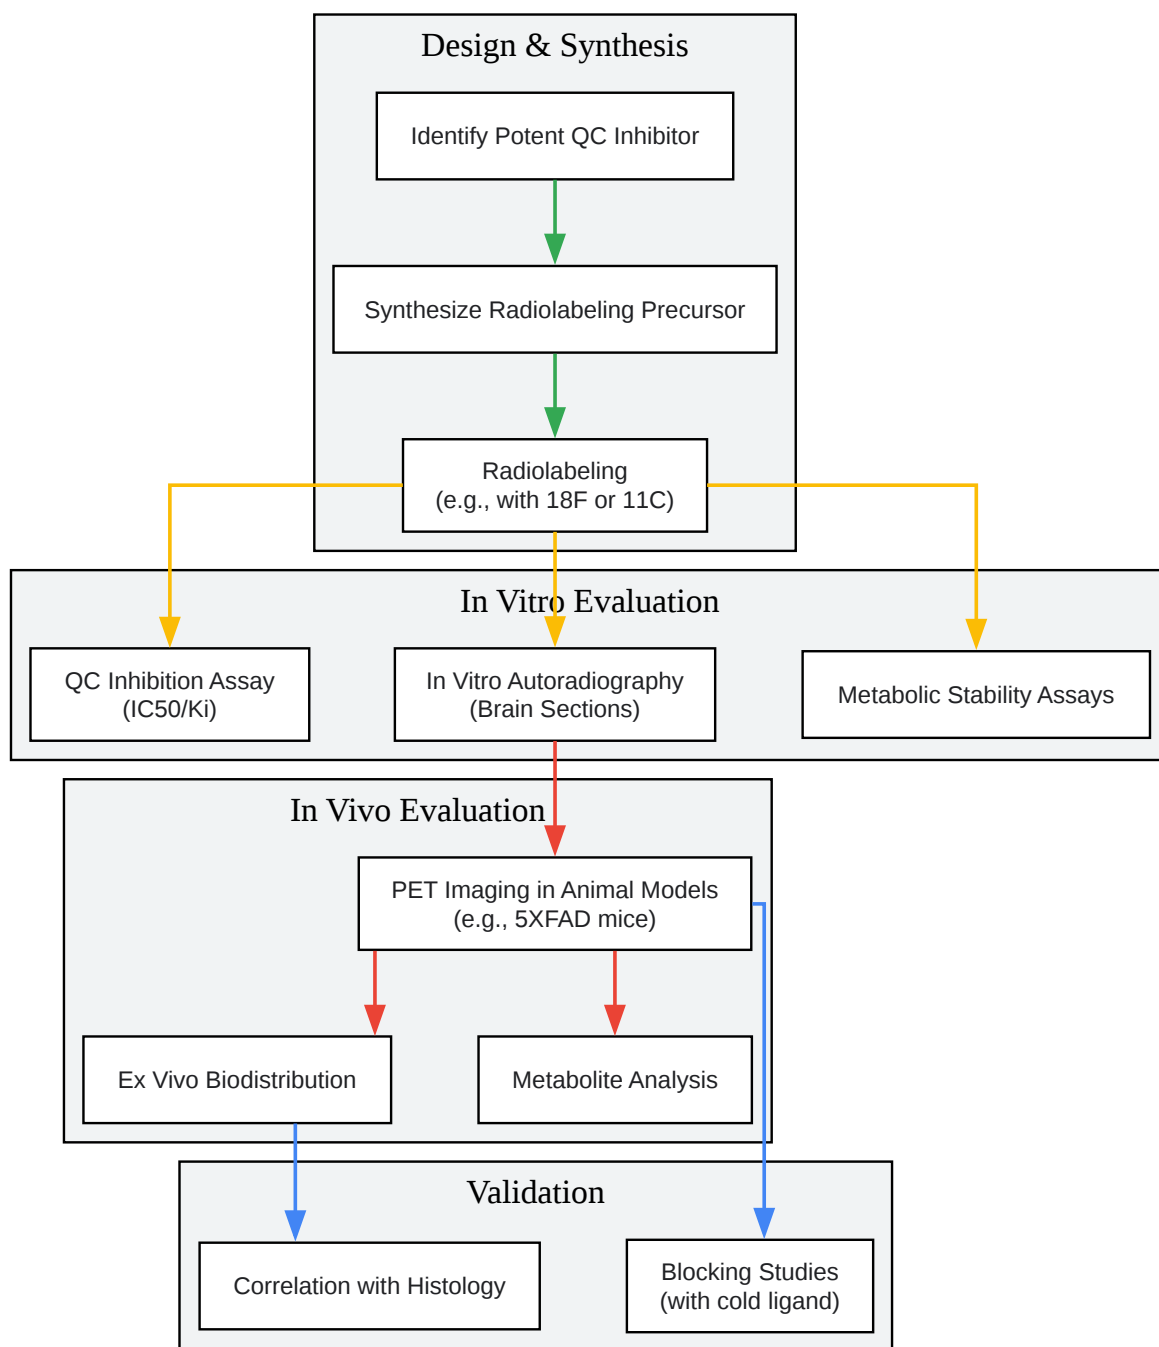 Design & Synthesis
Identify Potent QC Inhibitor
Synthesize Radiolabeling Precursor
Radiolabeling
(e.g., with 18F or 11C)
In Vitro Evaluation
QC Inhibition Assay
(IC50/Ki)
In Vitro Autoradiography
(Brain Sections)
Metabolic Stability Assays
In Vivo Evaluation
PET Imaging in Animal Models
(e.g., 5XFAD mice)
Ex Vivo Biodistribution
Metabolite Analysis
Validation
Correlation with Histology
Blocking Studies
(with cold ligand)